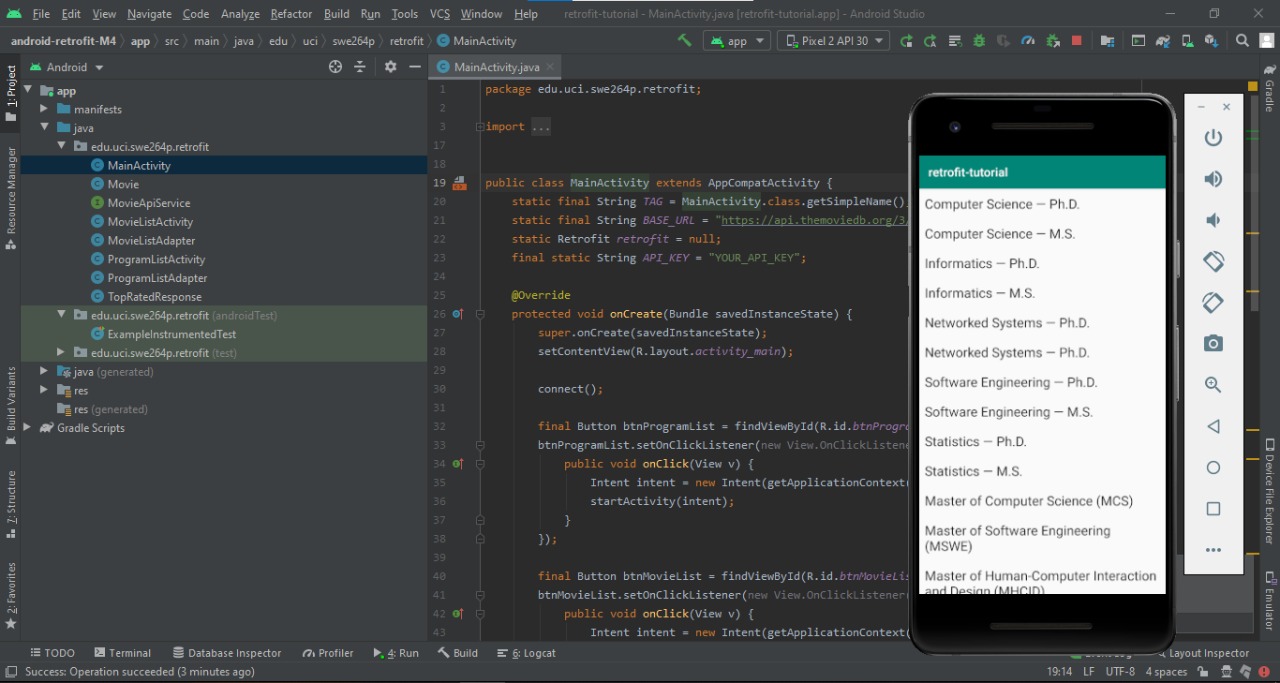 File Edit View Navigate Code Analyze Refactor Build Run Tools VCS Window Help retrofit-tutorial - MainActivity.java [retrofit-tutorial.app] - Android Studio
android-retrofit-M4 app src main java edu uci swe264p retrofit MainActivity
app Pixel 2 API 30
Android
MainActivity.java
1: Project
Resource Manager
Build Variants
7: Structure
2: Favorites
app
manifests
java
edu.uci.swe264p.retrofit
MainActivity
Movie
MovieApiService
MovieListActivity
MovieListAdapter
ProgramListActivity
ProgramListAdapter
TopRatedResponse
edu.uci.swe264p.retrofit (androidTest)
ExampleInstrumentedTest
edu.uci.swe264p.retrofit (test)
java (generated)
res
res (generated)
Gradle Scripts
1 package edu.uci.swe264p.retrofit;
2
3 import ...
17
18
19 public class MainActivity extends AppCompatActivity {
20 static final String TAG = MainActivity.class.getSimpleName()
21 static final String BASE_URL = "https://api.themoviedb.org/3/
22 static Retrofit retrofit = null;
23 final static String API_KEY = "YOUR_API_KEY";
24
25 @Override
26 protected void onCreate(Bundle savedInstanceState) {
27 super.onCreate(savedInstanceState);
28 setContentView(R.layout.activity_main);
29
30 connect();
31
32 final Button btnProgramList = findViewById(R.id.btnProgr
33 btnProgramList.setOnClickListener(new View.OnClickListene
34 public void onClick(View v) {
35 Intent intent = new Intent(getApplicationContext(
36 startActivity(intent);
37 }
38 });
39
40 final Button btnMovieList = findViewById(R.id.btnMovieLis
41 btnMovieList.setOnClickListener(new View.OnClickListener(
42 public void onClick(View v) {
43 Intent intent = new Intent(getApplicationContext(
retrofit-tutorial
Computer Science — Ph.D.
Computer Science — M.S.
Informatics — Ph.D.
Informatics — M.S.
Networked Systems — Ph.D.
Networked Systems — Ph.D.
Software Engineering — Ph.D.
Software Engineering — M.S.
Statistics — Ph.D.
Statistics — M.S.
Master of Computer Science (MCS)
Master of Software Engineering
(MSWE)
Master of Human-Computer Interaction
and Design (MHCID)
Gradle
Device File Explorer
Emulator
TODO Terminal Database Inspector Profiler 4: Run Build 6: Logcat Layout Inspector
Success: Operation succeeded (3 minutes ago) 19:14 LF UTF-8 4 spaces